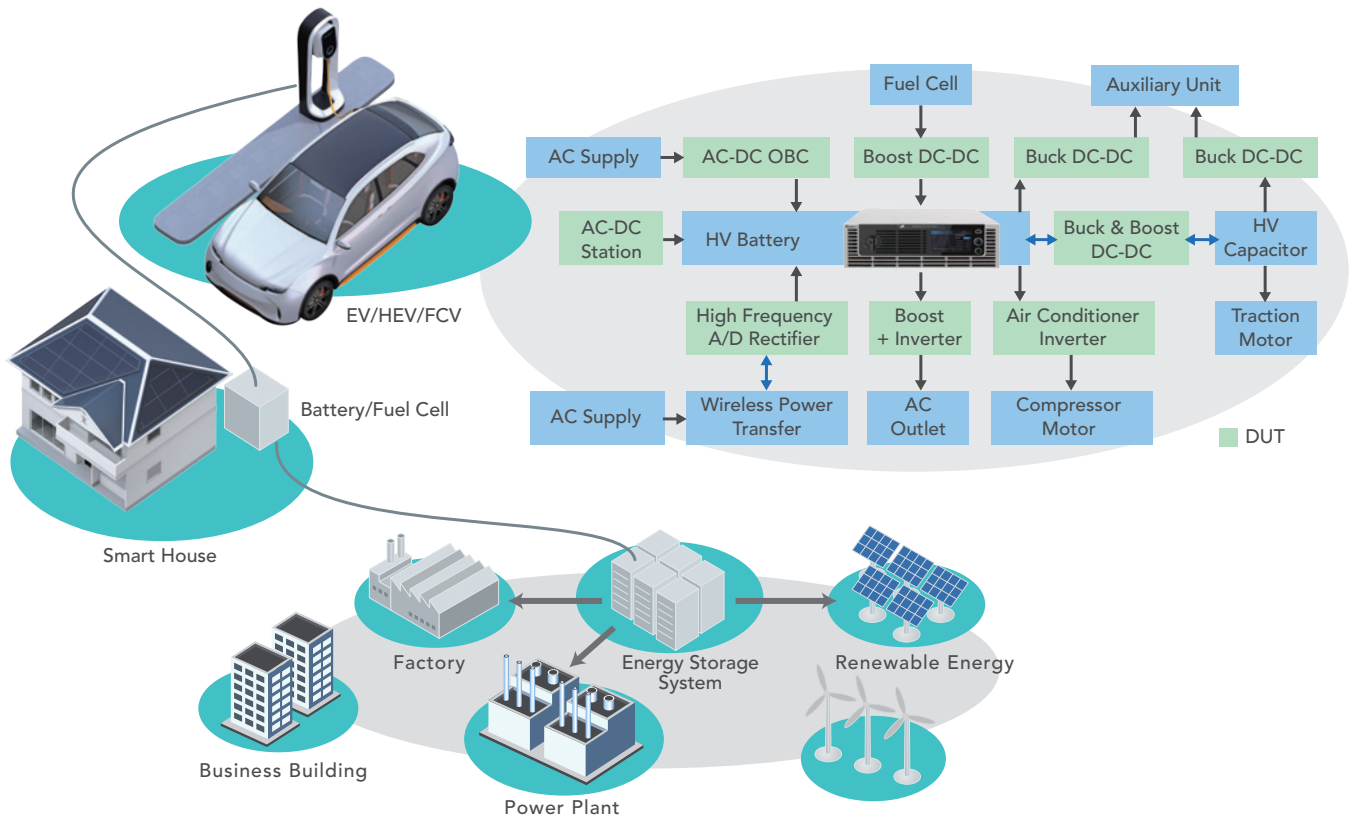 Fuel Cell
Auxiliary Unit
AC Supply
AC-DC OBC
Boost DC-DC
Buck DC-DC
Buck DC-DC
AC-DC
Station
HV Battery
Buck & Boost
DC-DC
HV
Capacitor
EV/HEV/FCV
High Frequency
A/D Rectifier
Boost
+ Inverter
Air Conditioner
Inverter
Traction
Motor
Battery/Fuel Cell
AC Supply
Wireless Power
Transfer
AC
Outlet
Compressor
Motor
DUT
Smart House
Factory
Energy Storage
System
Renewable Energy
Business Building
Power Plant